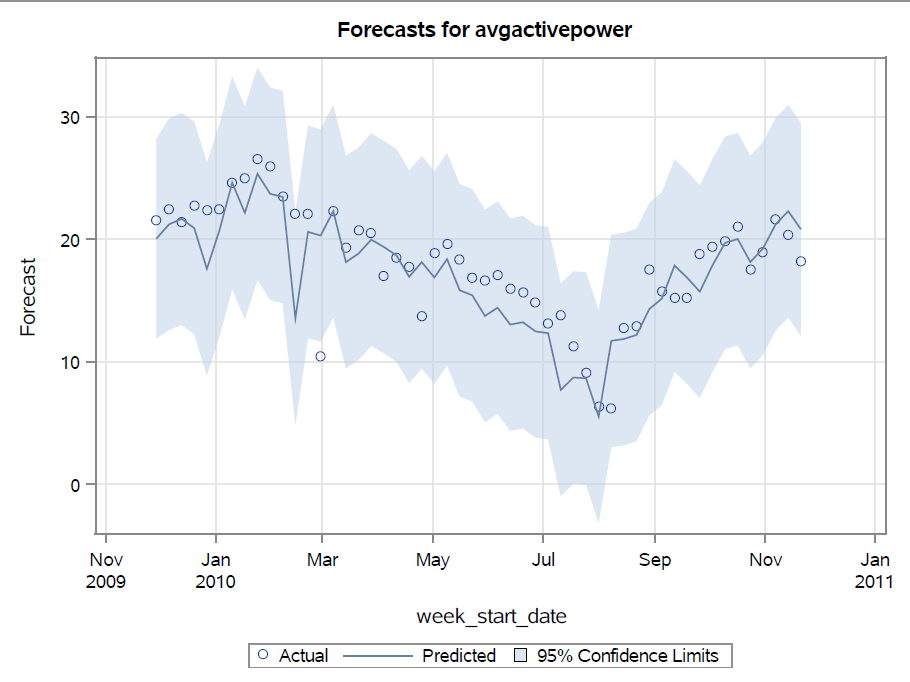 Forecasts for avgactivepower
Forecast
30
20
10
0
Nov 2009
Jan 2010
Mar
May
Jul
Sep
Nov
Jan 2011
week_start_date
Actual Predicted 95% Confidence Limits